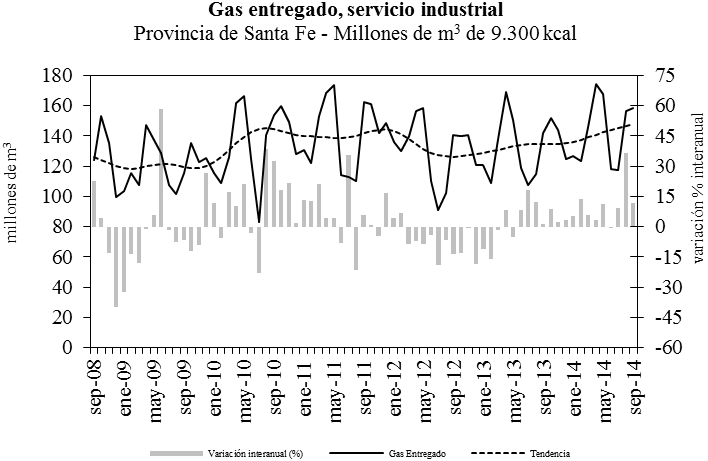 Gas entregado, servicio industrial
Provincia de Santa Fe - Millones de m³ de 9.300 kcal
millones de m³
180
160
140
120
100
80
60
40
20
0
75
60
45
30
15
0
-15
-30
-45
-60
variación % interanual
sep-08
ene-09
may-09
sep-09
ene-10
may-10
sep-10
ene-11
may-11
sep-11
ene-12
may-12
sep-12
ene-13
may-13
sep-13
ene-14
may-14
sep-14
Variación interanual (%)
Gas Entregado
Tendencia